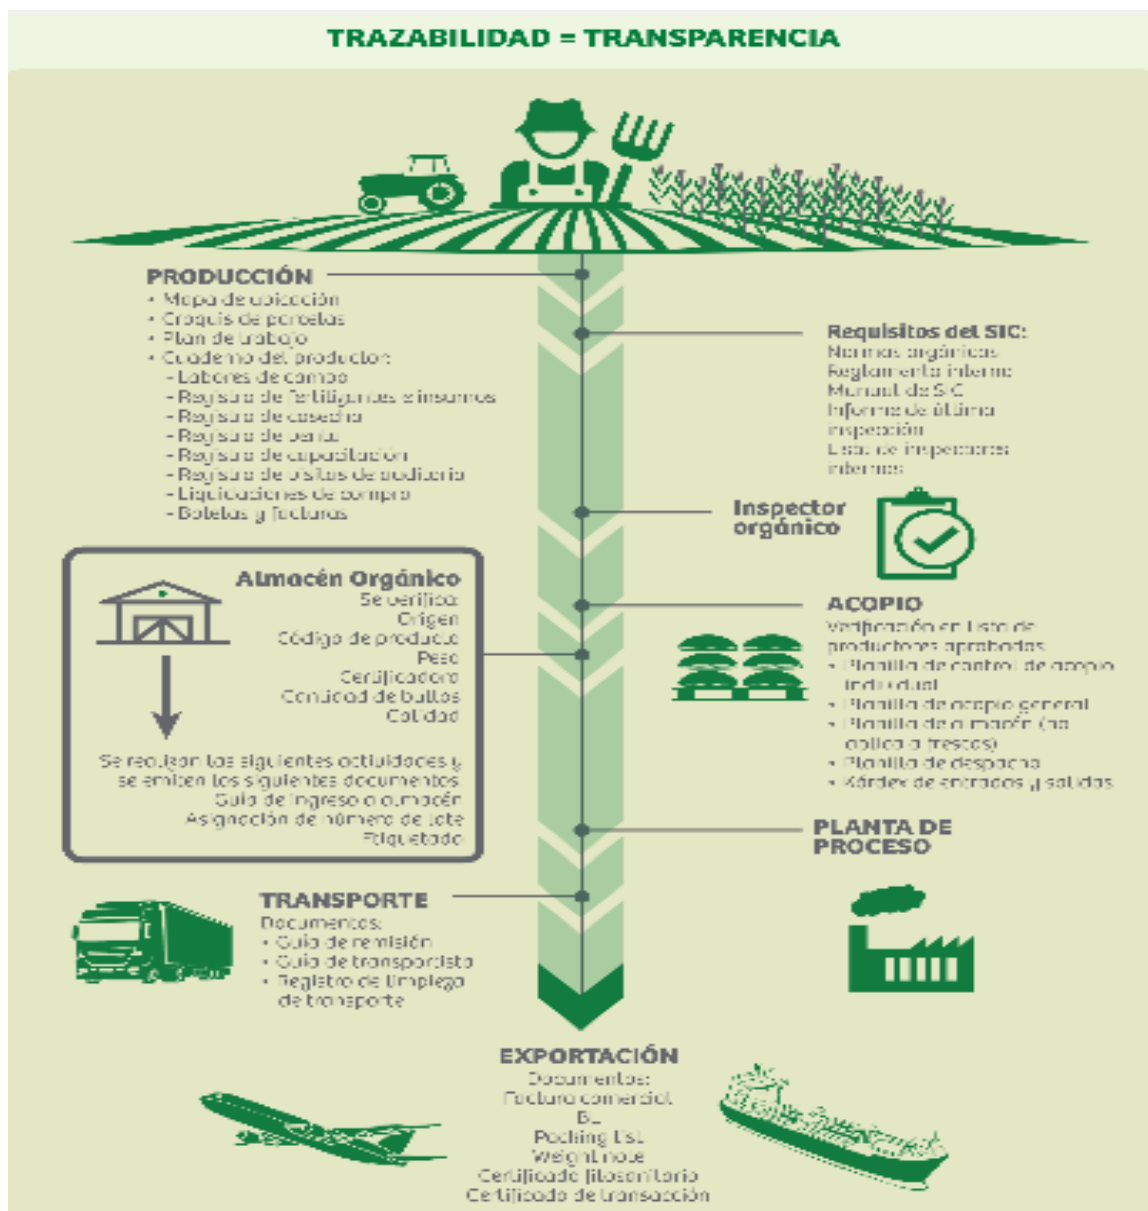 TRAZABILIDAD = TRANSPARENCIA
PRODUCCIÓN
• Mapa de ubicación
• Croquis de parcelas
• Plan de trabajo
• Cuaderno del productor:
– Labores de campo
– Registro de fertilizantes e insumos
– Registro de cosecha
– Registro de venta
– Registro de capacitación
– Registro de visitas de auditoría
– Liquidaciones de compra
– Boletas y facturas
Requisitos del SIC:
Normas orgánicas
Reglamento interno
Manual de SIC
Informe de última
inspección
Lista de inspectores
internos
Inspector
orgánico
Almacén Orgánico
Se verifica:
Origen
Código de producto
Peso
Certificadora
Cantidad de bultos
Calidad
Se realizan las siguientes actividades y
se emiten los siguientes documentos:
Guía de ingreso a almacén
Asignación de número de lote
Etiquetado
ACOPIO
Verificación en lista de
productores aprobados
• Planilla de control de acopio
individual
• Planilla de acopio general
• Planilla de almacén (no
aplica a frescos)
• Planilla de despacho
• Kárdex de entradas y salidas
PLANTA DE
PROCESO
TRANSPORTE
Documentos:
• Guía de remisión
• Guía de transportista
• Registro de limpieza
de transporte
EXPORTACIÓN
Documentos:
Factura comercial
BL
Packing list
Weight note
Certificado fitosanitario
Certificado de transacción